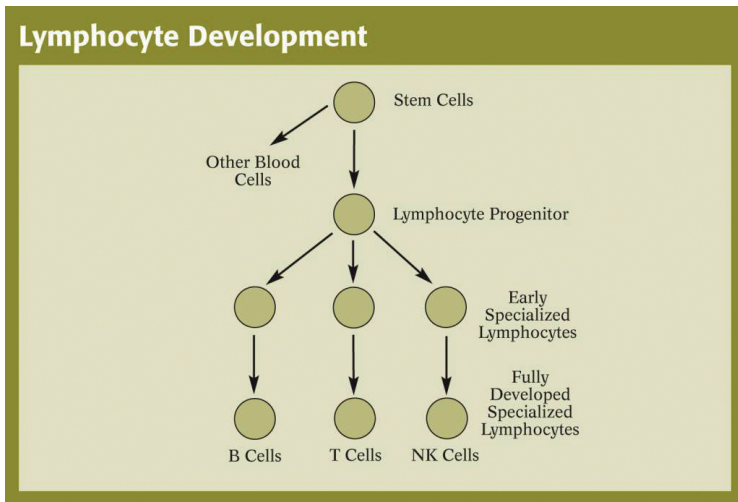 Lymphocyte Development
Stem Cells
Other Blood
Cells
Lymphocyte Progenitor
Early
Specialized
Lymphocytes
Fully
Developed
Specialized
Lymphocytes
B Cells
T Cells
NK Cells